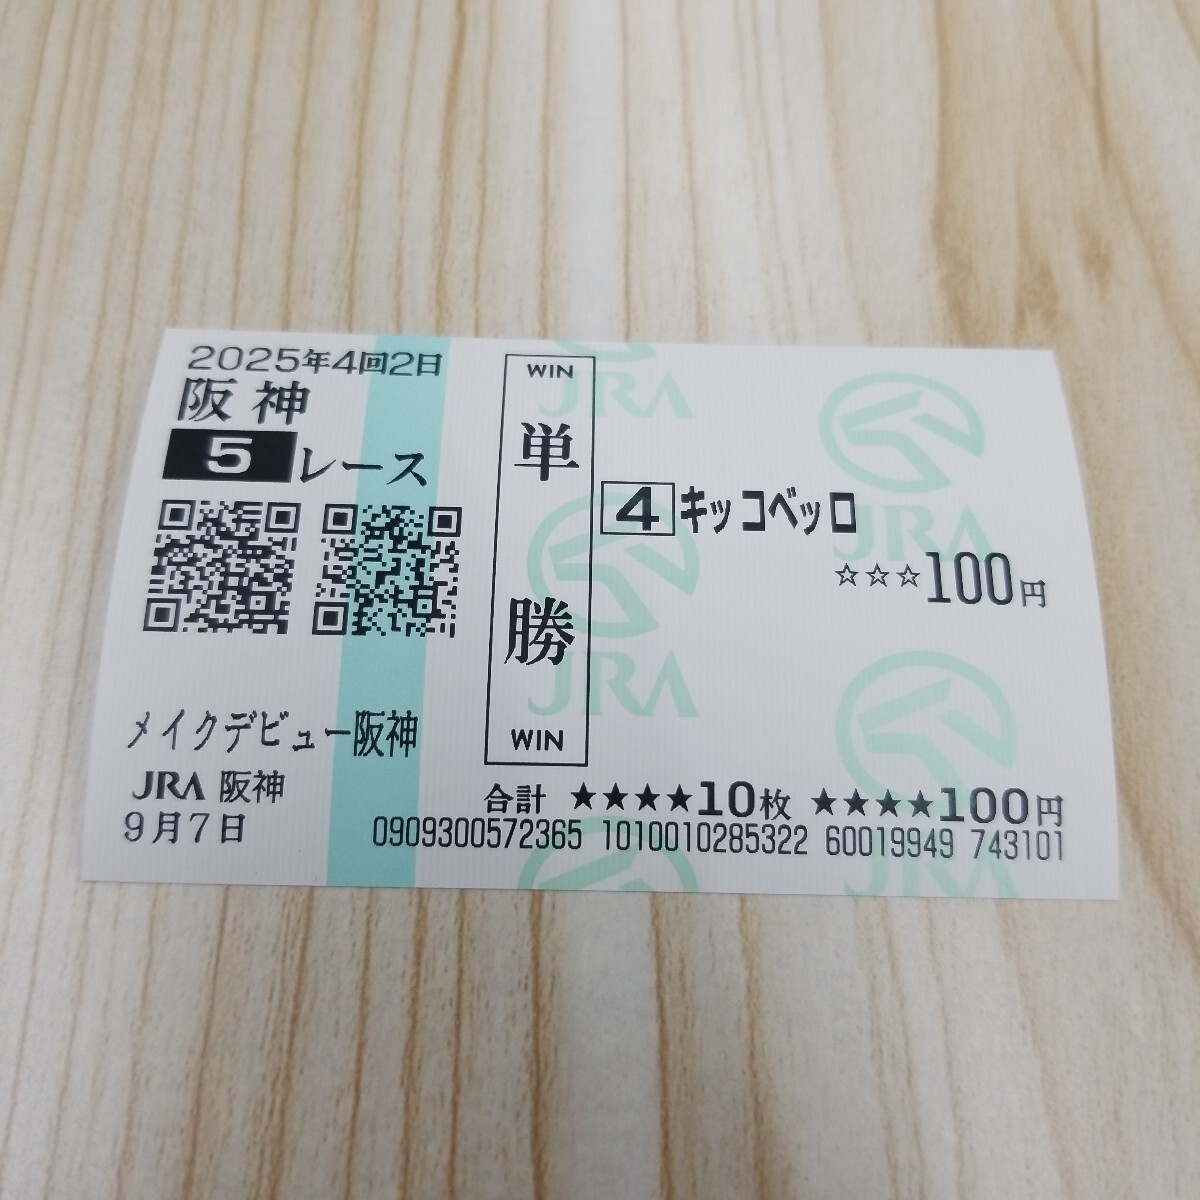 2025年4回2日
阪神
5レース
メイクデビュー阪神
JRA 阪神
9月7日
WIN
単勝
WIN
4 キッコベッロ
☆☆☆100円
合計 ★★★★10枚 ★★★★100円
0909300572365 1010010285322 60019949 743101
JRA
JRA
JRA
JRA